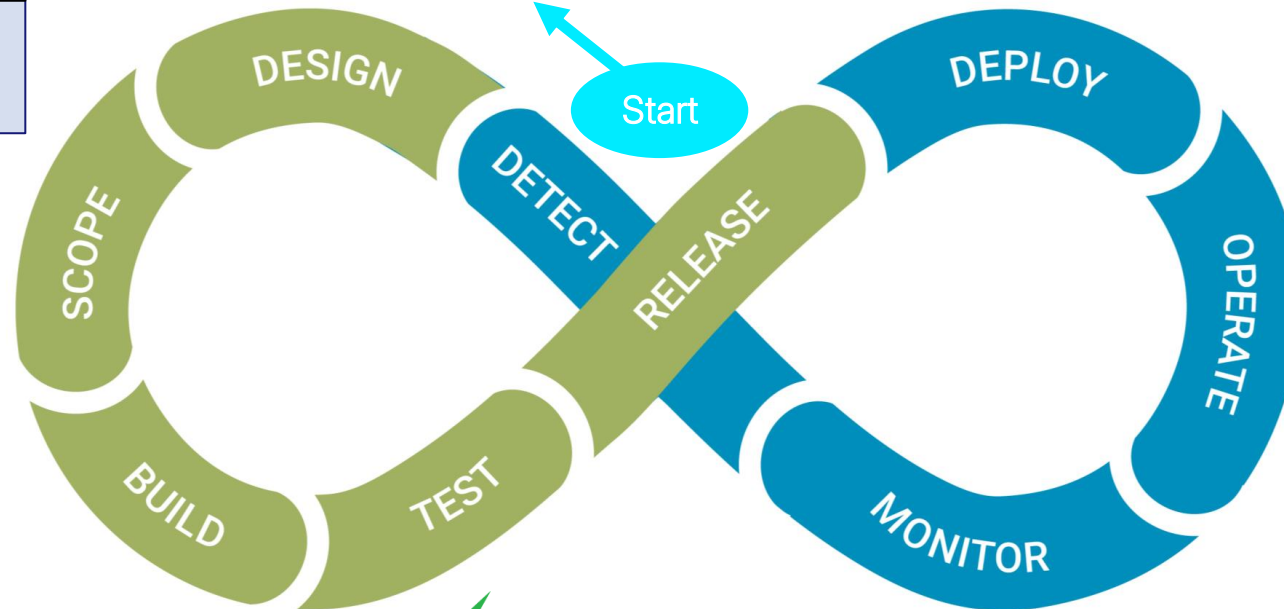 DESIGN
Start
DEPLOY
DETECT
SCOPE
RELEASE
OPERATE
BUILD
TEST
MONITOR